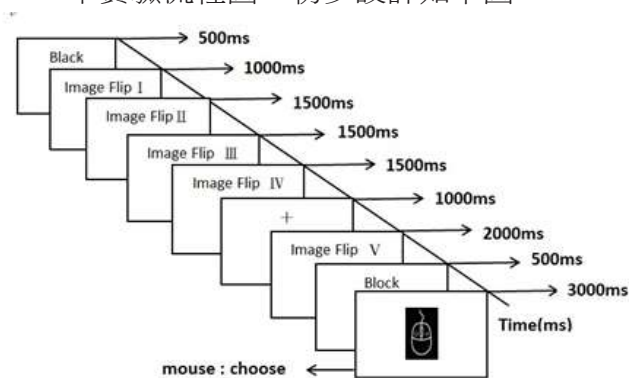 Black
500ms
Image Flip I
1000ms
Image Flip II
1500ms
Image Flip III
1500ms
Image Flip IV
1500ms
+
1000ms
Image Flip V
2000ms
Block
500ms
3000ms
Time(ms)
mouse : choose